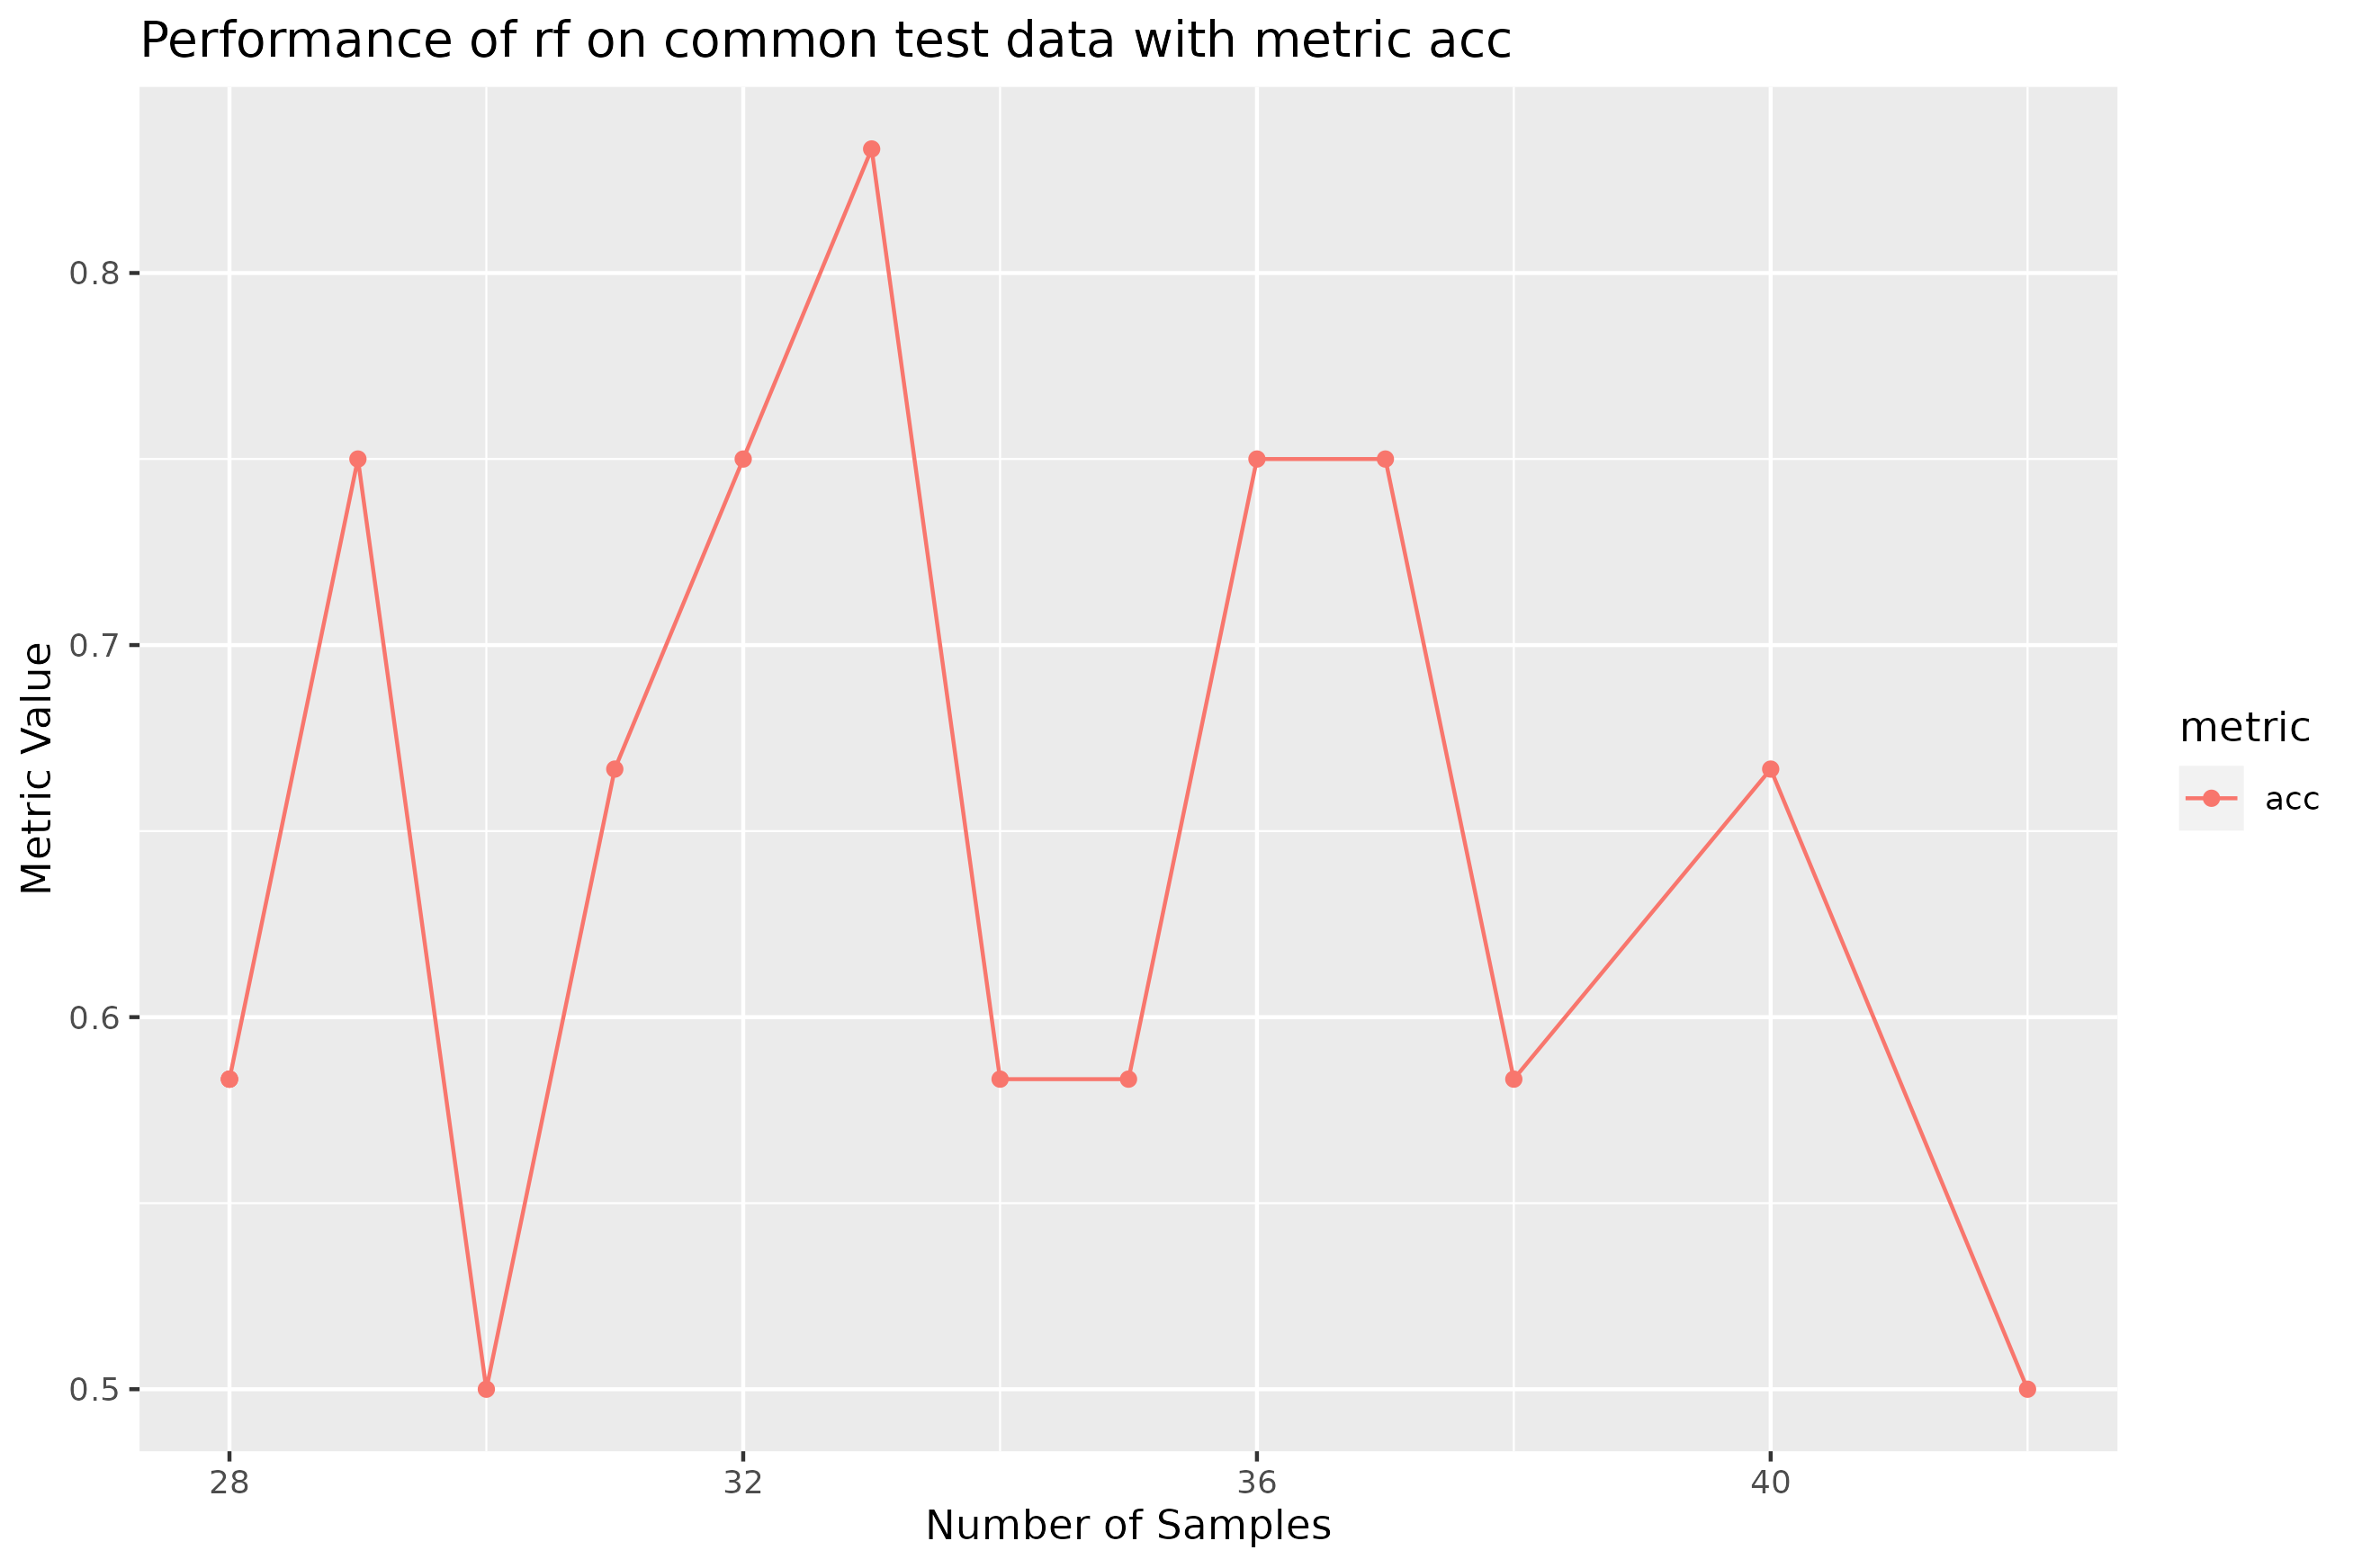 Performance of rf on common test data with metric acc
Metric Value
0.8
0.7
0.6
0.5
28
32
36
40
Number of Samples
metric
acc